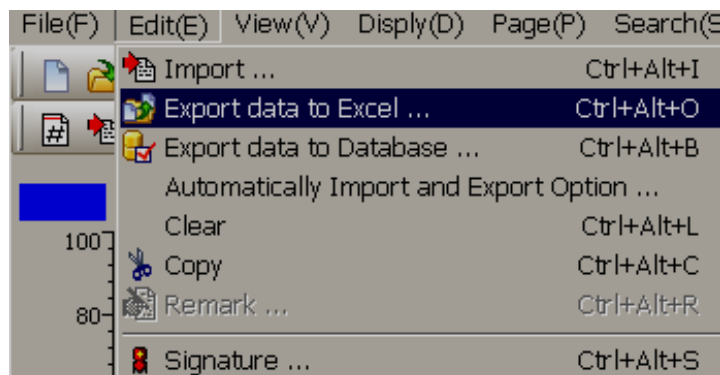 File(F) Edit(E) View(V) Disply(D) Page(P) Search(S
Import ... Ctrl+Alt+I
Export data to Excel ... Ctrl+Alt+O
Export data to Database ... Ctrl+Alt+B
Automatically Import and Export Option ...
Clear Ctrl+Alt+L
100
Copy Ctrl+Alt+C
Remark ... Ctrl+Alt+R
80
Signature ... Ctrl+Alt+S